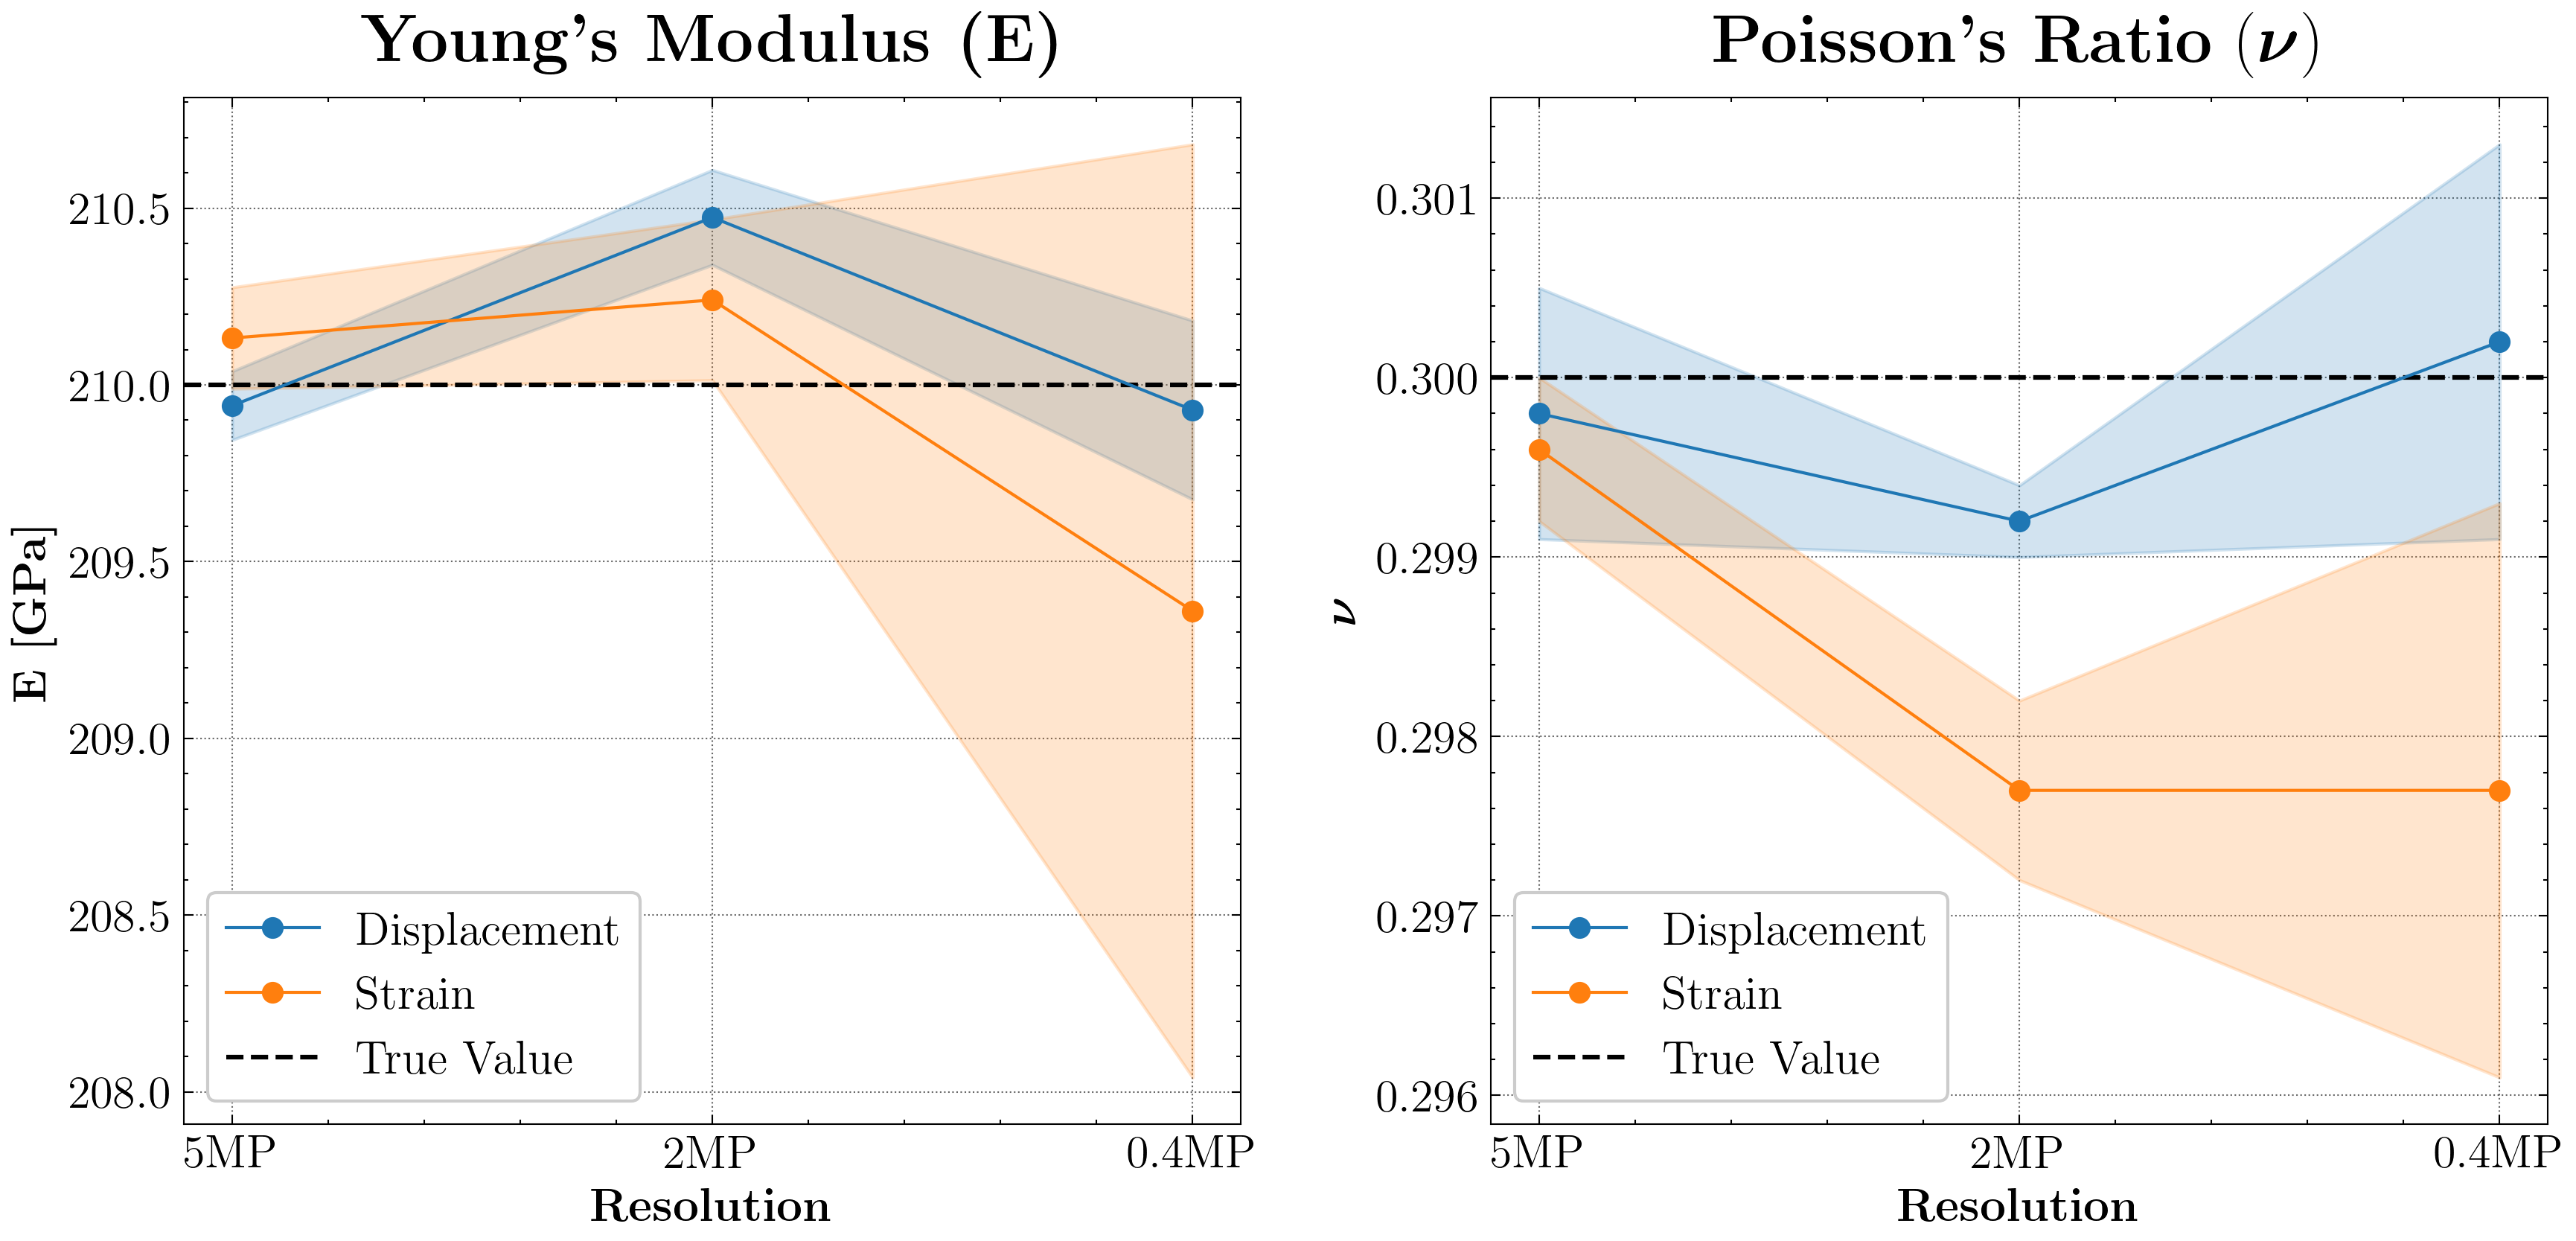 Young's Modulus (E)
E [GPa]
210.5
210.0
209.5
209.0
208.5
208.0
Displacement
Strain
True Value
5MP
2MP
0.4MP
Resolution
Poisson's Ratio (ν)
ν
0.301
0.300
0.299
0.298
0.297
0.296
Displacement
Strain
True Value
5MP
2MP
0.4MP
Resolution